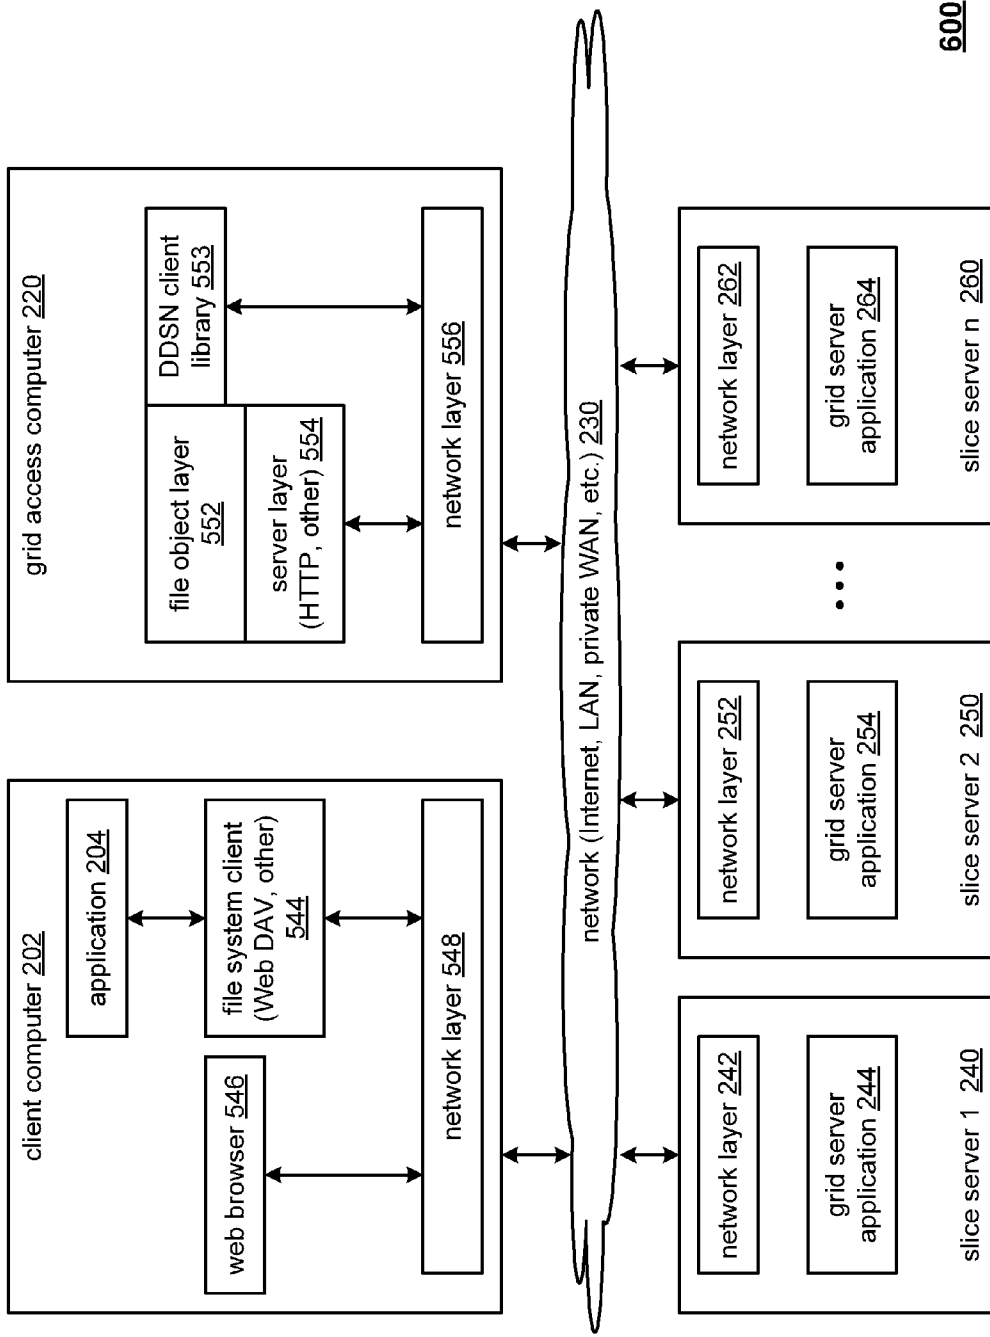 client computer 202
application 204
web browser 546
file system client
(Web DAV, other)
544
network layer 548
grid access computer 220
file object layer
552
DDSN client
library 553
server layer
(HTTP, other) 554
network layer 556
network (Internet, LAN, private WAN, etc.) 230
network layer 242
grid server
application 244
slice server 1 240
network layer 252
grid server
application 254
slice server 2 250
• • •
network layer 262
grid server
application 264
slice server n 260
600